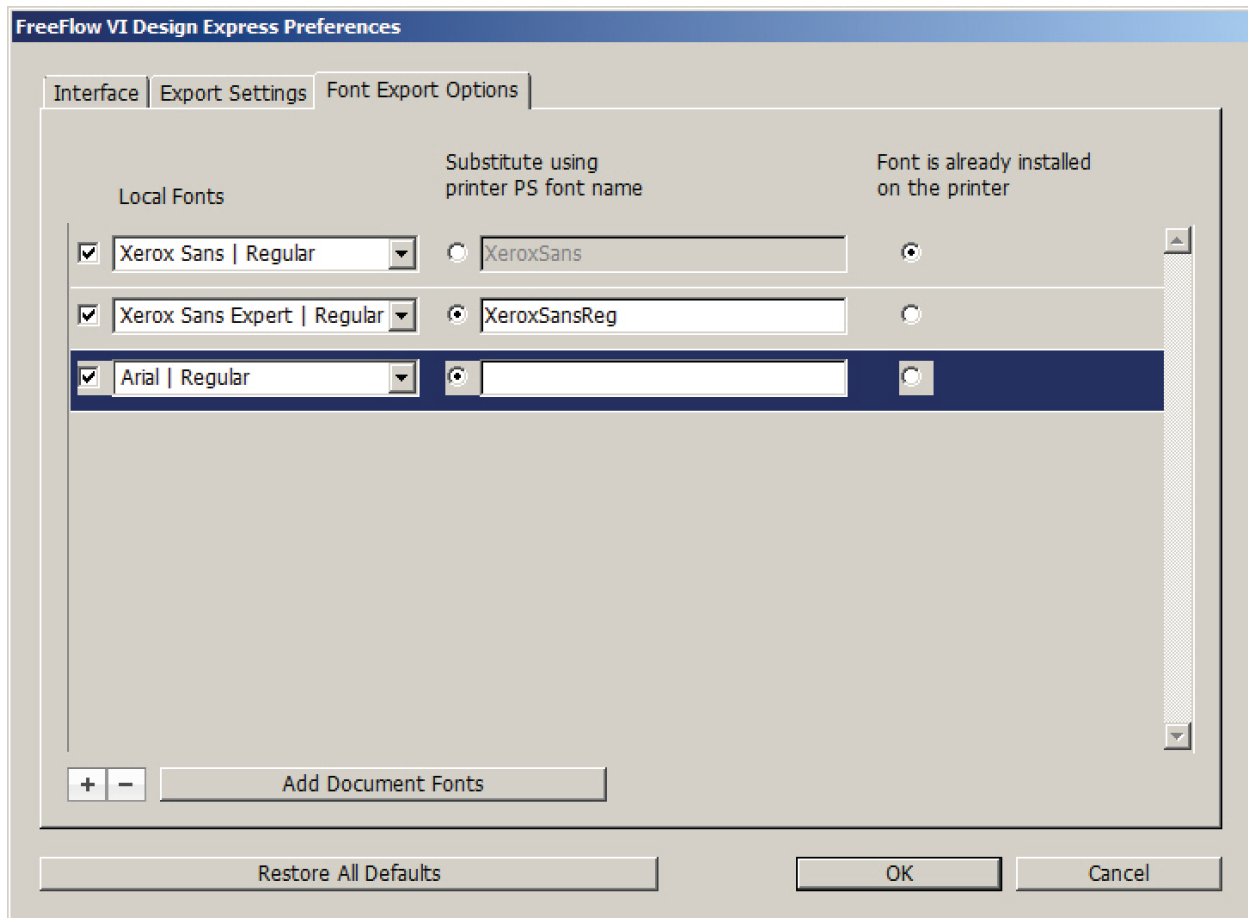 FreeFlow VI Design Express Preferences
Interface
Export Settings
Font Export Options
Local Fonts
Substitute using
printer PS font name
Font is already installed
on the printer
Xerox Sans | Regular
XeroxSans
Xerox Sans Expert | Regular
XeroxSansReg
Arial | Regular
+
−
Add Document Fonts
Restore All Defaults
OK
Cancel